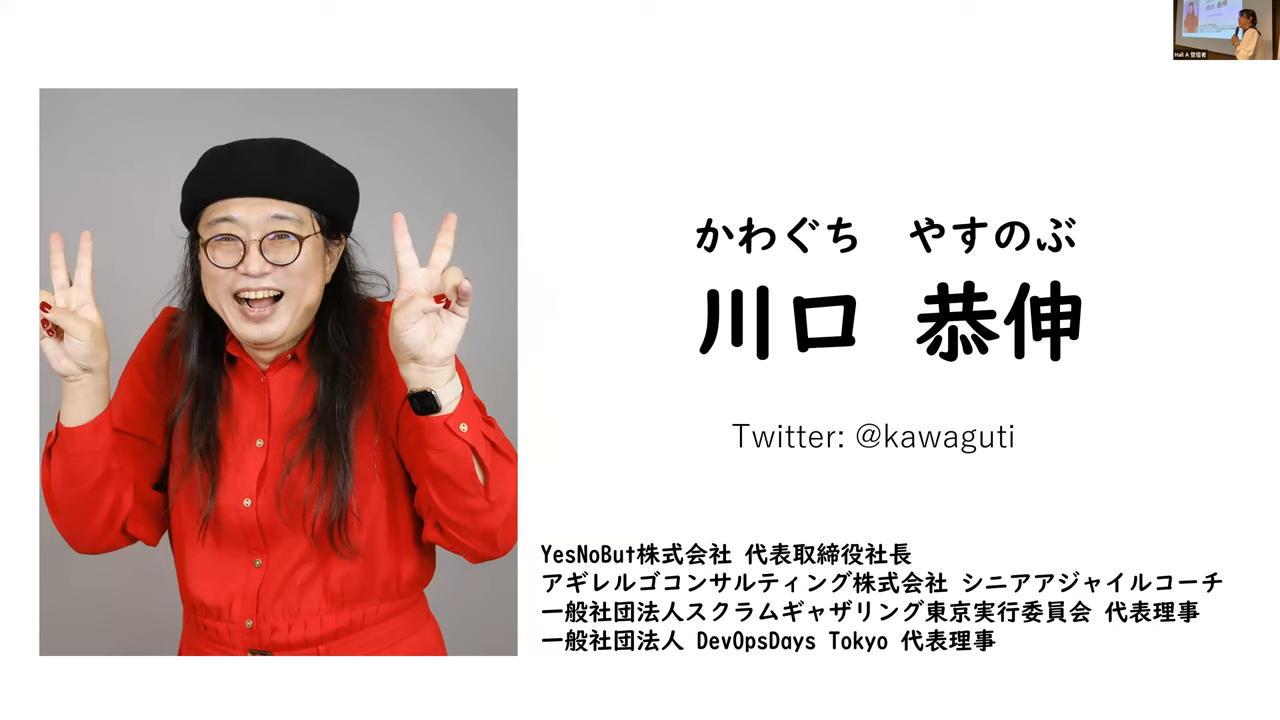 Hall A 登壇者
かわぐち　やすのぶ
川口 恭伸
Twitter: @kawaguti
YesNoBut株式会社 代表取締役社長
アギレルゴコンサルティング株式会社 シニアアジャイルコーチ
一般社団法人スクラムギャザリング東京実行委員会 代表理事
一般社団法人 DevOpsDays Tokyo 代表理事